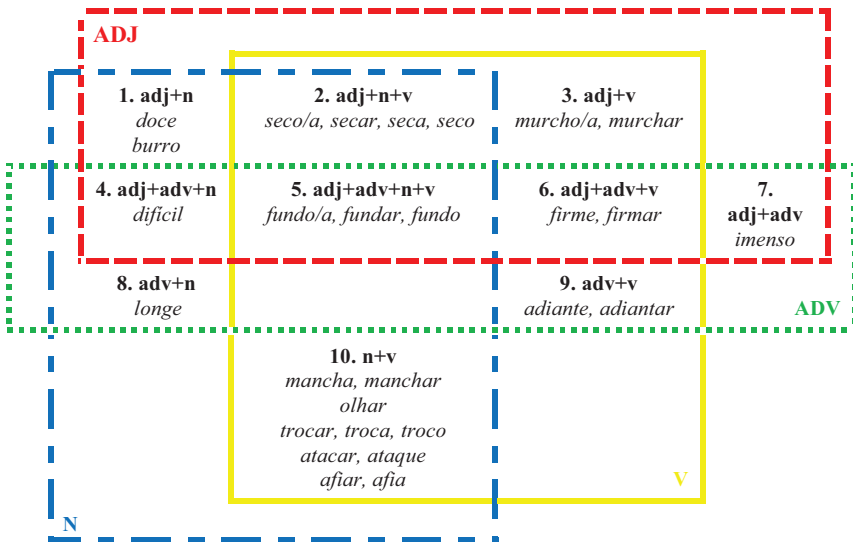 ADJ
1. adj+n
doce
burro
2. adj+n+v
seco/a, secar, seca, seco
3. adj+v
murcho/a, murchar
4. adj+adv+n
difícil
5. adj+adv+n+v
fundo/a, fundar, fundo
6. adj+adv+v
firme, firmar
7.
adj+adv
imenso
8. adv+n
longe
9. adv+v
adiante, adiantar
ADV
10. n+v
mancha, manchar
olhar
trocar, troca, troco
atacar, ataque
afiar, afia
V
N